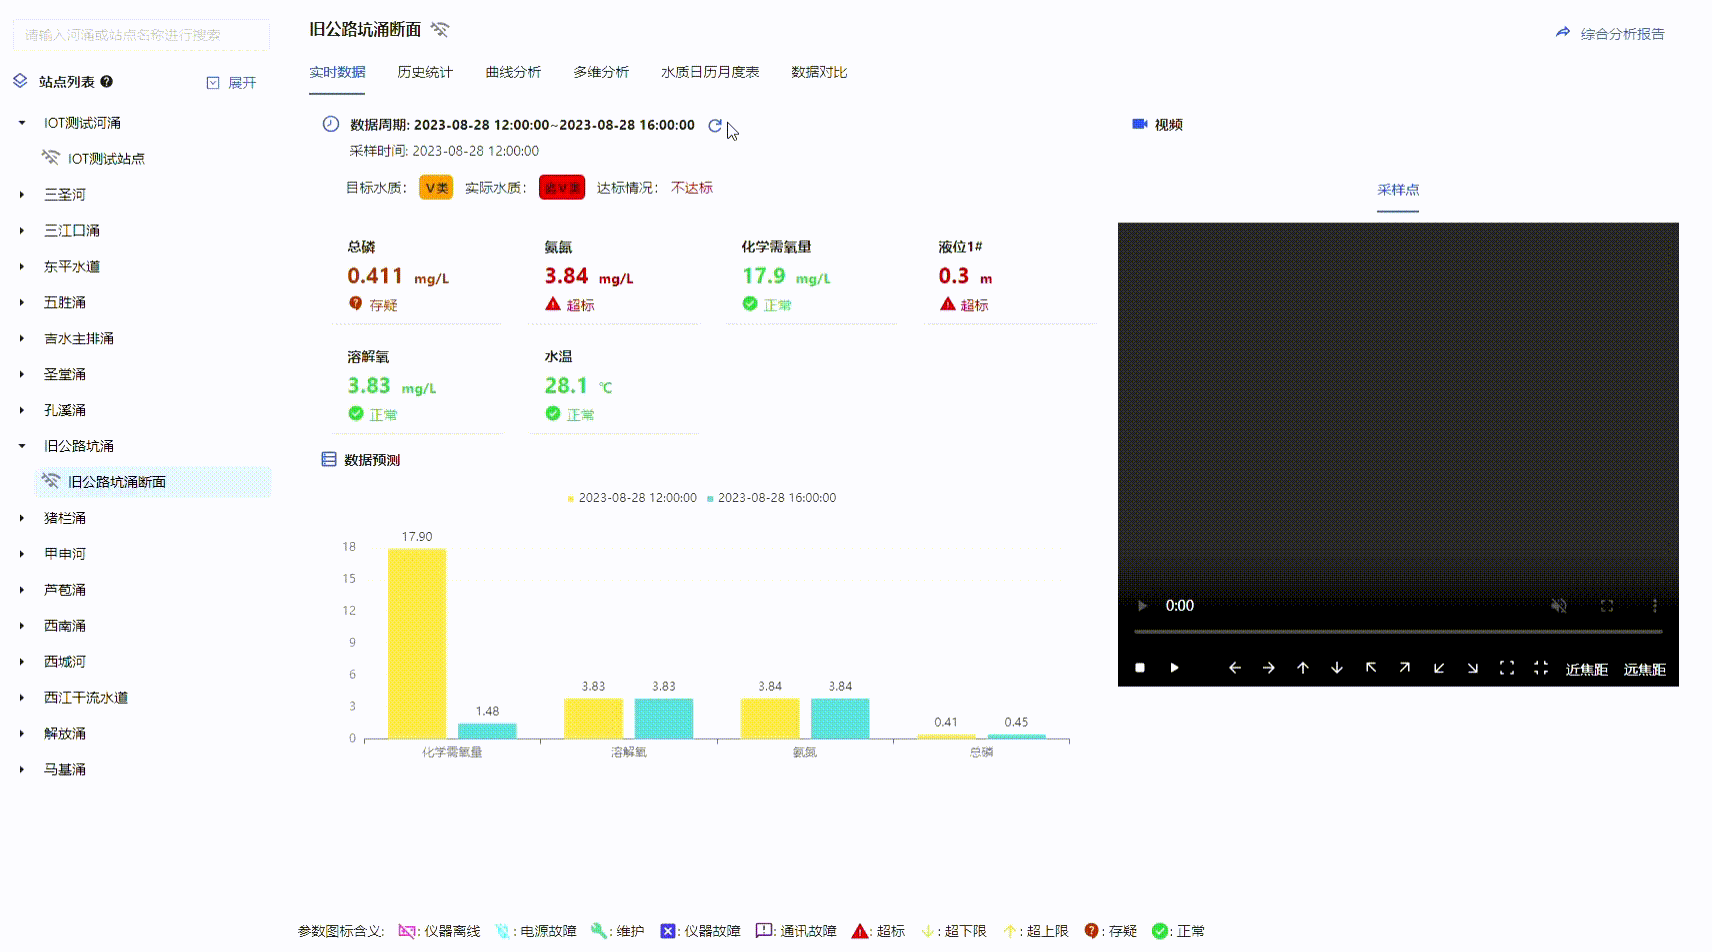 请输入河涌或站点名称进行搜索
站点列表
展开
IOT测试河涌
IOT测试站点
三圣河
三江口涌
东平水道
五胜涌
吉水主排涌
圣堂涌
孔溪涌
旧公路坑涌
旧公路坑涌断面
猪栏涌
甲申河
芦苞涌
西南涌
西城河
西江干流水道
解放涌
马基涌
旧公路坑涌断面
综合分析报告
实时数据 历史统计 曲线分析 多维分析 水质日历月度表 数据对比
数据周期: 2023-08-28 12:00:00~2023-08-28 16:00:00
采样时间: 2023-08-28 12:00:00
目标水质: V类 实际水质: 劣V类 达标情况: 不达标
总磷 氨氮 化学需氧量 液位1#
0.411 mg/L 3.84 mg/L 17.9 mg/L 0.3 m
存疑 超标 正常 超标
溶解氧 水温
3.83 mg/L 28.1 ℃
正常 正常
数据预测
2023-08-28 12:00:00 2023-08-28 16:00:00
18
15
12
9
6
3
0
17.90 1.48 3.83 3.83 3.84 3.84 0.41 0.45
化学需氧量 溶解氧 氨氮 总磷
视频
采样点
0:00
近焦距 远焦距
参数图标含义: : 仪器离线 : 电源故障 : 维护 : 仪器故障 : 通讯故障 : 超标 : 超下限 : 超上限 : 存疑 : 正常